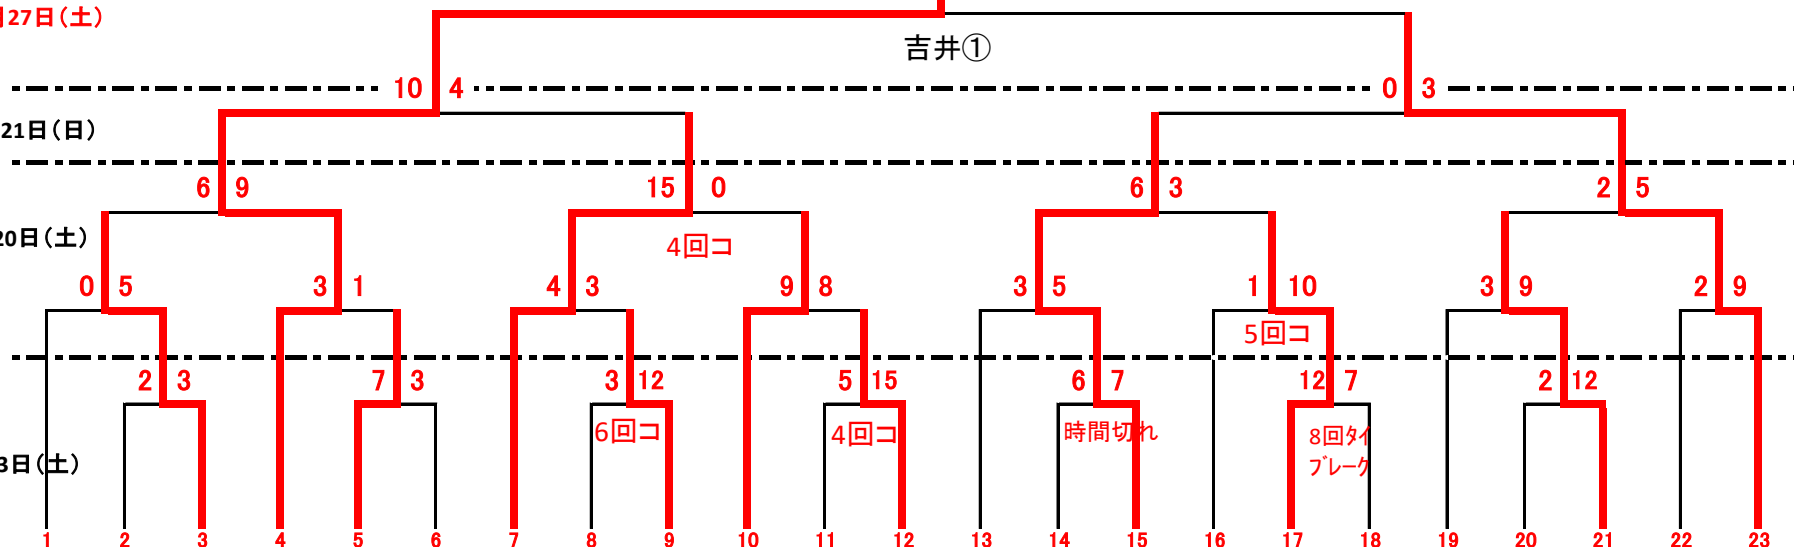 27日(土)
吉井①
10 4 0 3
21日(日)
6 9 15 0 6 3 2 5
20日(土)
4回コ
0 5 3 1 4 3 9 8 3 5 1 10 3 9 2 9
5回コ
2 3 7 3 3 12 5 15 6 7 12 7 2 12
6回コ 4回コ 時間切れ 8回タイ
ブレーク
3日(土)
1 2 3 4 5 6 7 8 9 10 11 12 13 14 15 16 17 18 19 20 21 22 23